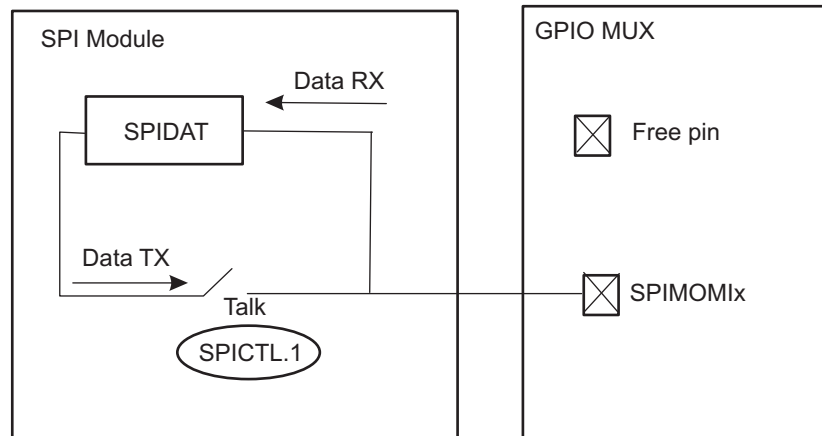 SPI Module
GPIO MUX
Data RX
SPIDAT
Free pin
Data TX
Talk
SPIMOMIx
SPICTL.1